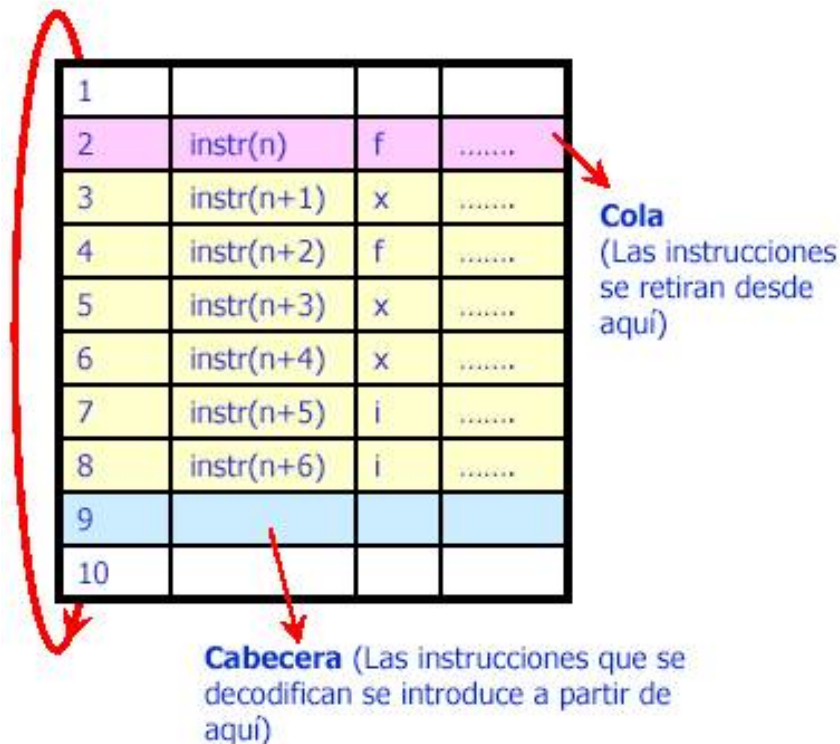 1
2 instr(n) f .......
3 instr(n+1) x .......
4 instr(n+2) f .......
5 instr(n+3) x .......
6 instr(n+4) x .......
7 instr(n+5) i .......
8 instr(n+6) i .......
9
10
Cola
(Las instrucciones
se retiran desde
aquí)
Cabecera (Las instrucciones que se
decodifican se introduce a partir de
aquí)